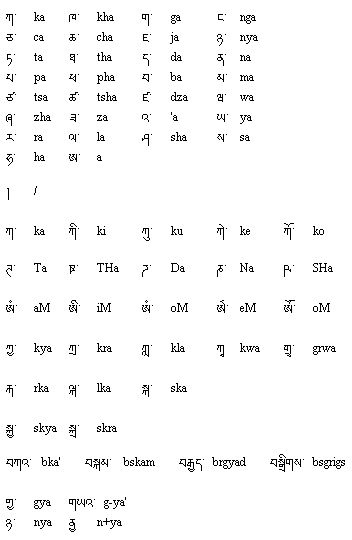 ཀ་ ka ཁ་ kha ག་ ga ང་ nga
ཅ་ ca ཆ་ cha ཇ་ ja ཉ་ nya
ཏ་ ta ཐ་ tha ད་ da ན་ na
པ་ pa ཕ་ pha བ་ ba མ་ ma
ཙ་ tsa ཚ་ tsha ཛ་ dza ཝ་ wa
ཞ་ zha ཟ་ za འ་ 'a ཡ་ ya
ར་ ra ལ་ la ཤ་ sha ས་ sa
ཧ་ ha ཨ་ a
། /
ཀ་ ka ཀི་ ki ཀུ་ ku ཀེ་ ke ཀོ་ ko
ཊ་ Ta ཋ་ THa ཌ་ Da ཎ་ Na ཥ་ SHa
ཨཾ་ aM ཨིཾ་ iM ཨཾ་ oM ཨེཾ་ eM ཨོཾ་ oM
ཀྱ་ kya ཀྲ་ kra ཀླ་ kla ཀྭ་ kwa གྲྭ་ grwa
རྐ་ rka ལྐ་ lka སྐ་ ska
སྐྱ་ skya སྐྲ་ skra
བཀའ་ bka' བསྐམ་ bskam བརྒྱད་ brgyad བསྒྲིགས་ bsgrigs
གྱ་ gya གཡའ་ g-ya'
ཉ་ nya ནྱ་ n+ya